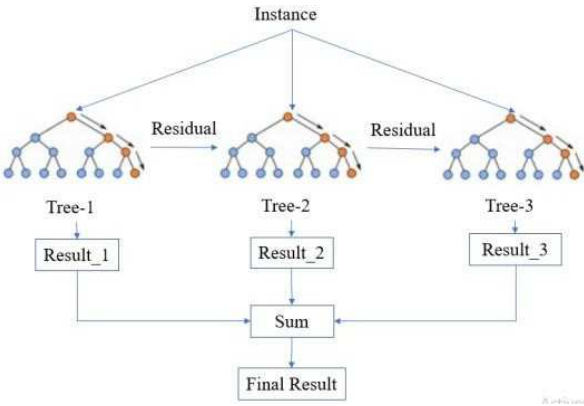 Instance
Residual
Residual
Tree-1
Tree-2
Tree-3
Result_1
Result_2
Result_3
Sum
Final Result